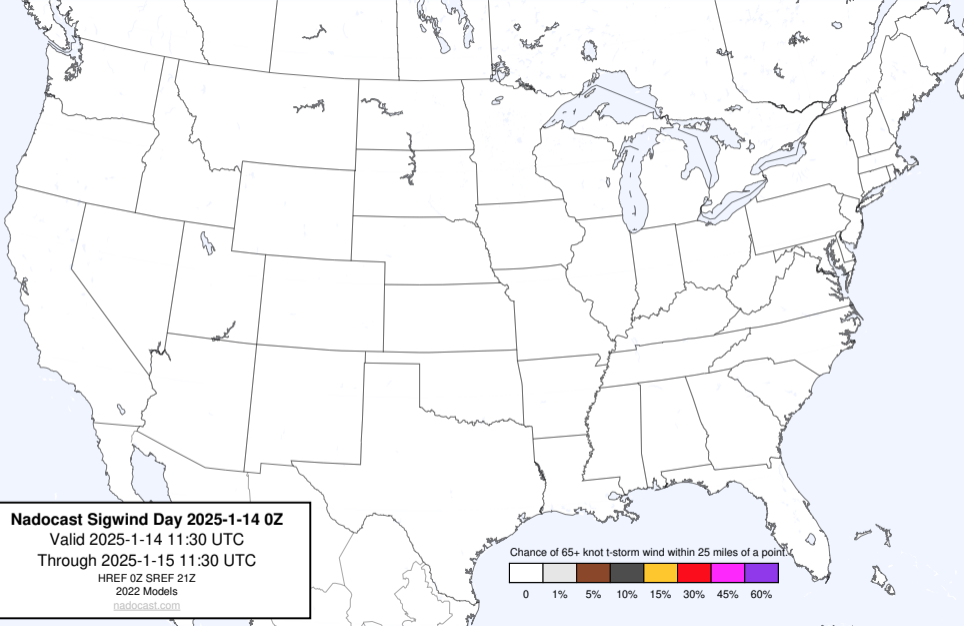 Nadocast Sigwind Day 2025-1-14 0Z
Valid 2025-1-14 11:30 UTC
Through 2025-1-15 11:30 UTC
HREF 0Z SREF 21Z
2022 Models
nadocast.com
Chance of 65+ knot t-storm wind within 25 miles of a point.
0 1% 5% 10% 15% 30% 45% 60%